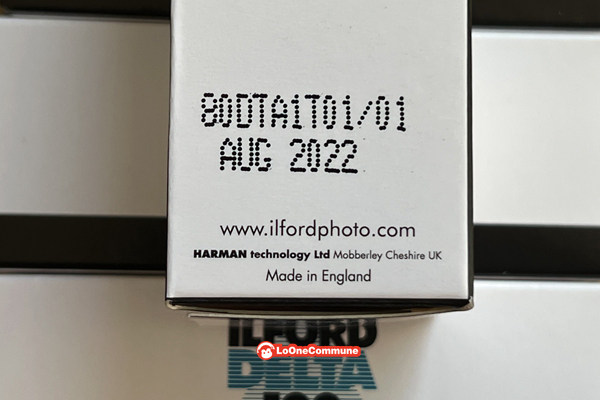 80DTA1T01/01
AUG 2022
www.ilfordphoto.com
HARMAN technology Ltd Mobberley Cheshire UK
Made in England
ILFORD
LoOneCommune
DELTA
100